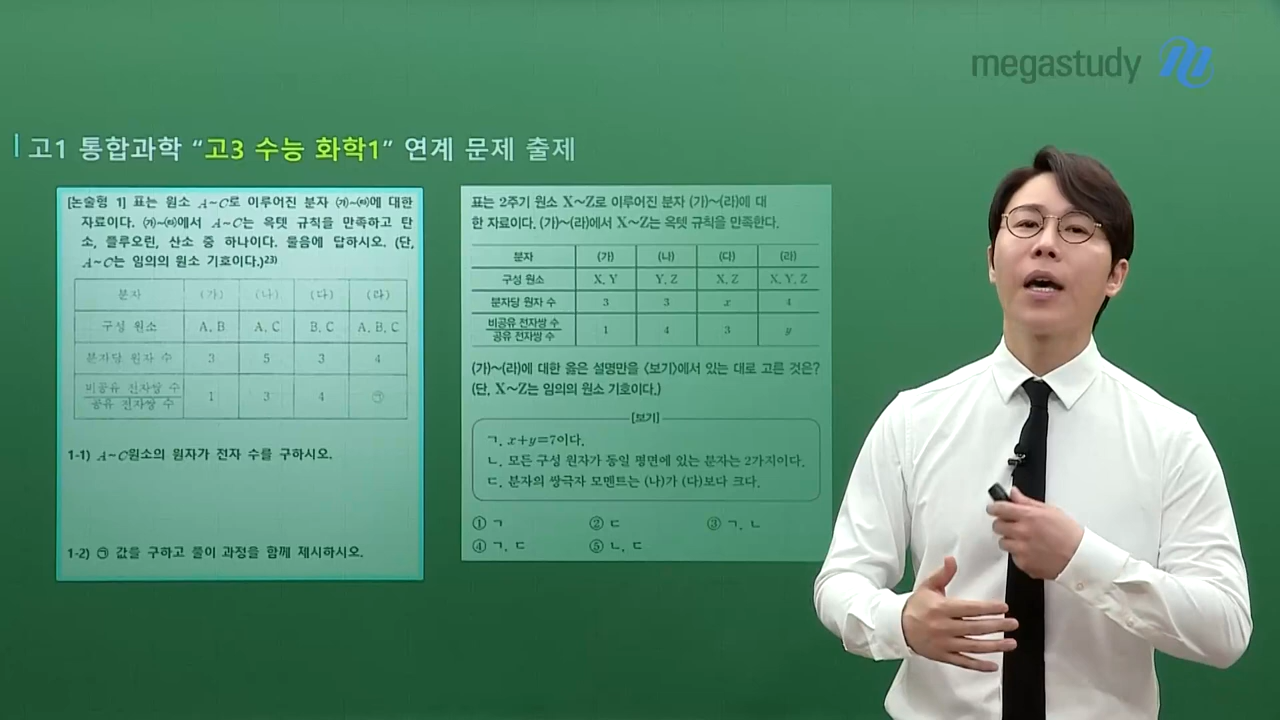 megastudy
고1 통합과학 “고3 수능 화학1” 연계 문제 출제
[논술형 1] 표는 원소 A~C로 이루어진 분자 (가)~(라)에 대한
자료이다. (가)~(라)에서 A~C는 옥텟 규칙을 만족하고 탄
소, 플루오린, 산소 중 하나이다. 물음에 답하시오. (단,
A~C는 임의의 원소 기호이다.)23)
분자 (가) (나) (다) (라)
구성 원소 A, B A, C B, C A, B, C
분자당 원자 수 3 5 3 4
비공유 전자쌍 수
공유 전자쌍 수 1 3 4 ㉠
1-1) A~C원소의 원자가 전자 수를 구하시오.
1-2) ㉠ 값을 구하고 풀이 과정을 함께 제시하시오.
표는 2주기 원소 X~Z로 이루어진 분자 (가)~(라)에 대
한 자료이다. (가)~(라)에서 X~Z는 옥텟 규칙을 만족한다.
분자 (가) (나) (다) (라)
구성 원소 X, Y Y, Z X, Z X, Y, Z
분자당 원자 수 3 3 x 4
비공유 전자쌍 수
공유 전자쌍 수 1 4 3 y
(가)~(라)에 대한 옳은 설명만을 <보기>에서 있는 대로 고른 것은?
(단, X~Z는 임의의 원소 기호이다.)
[보기]
ㄱ. x+y=7이다.
ㄴ. 모든 구성 원자가 동일 평면에 있는 분자는 2가지이다.
ㄷ. 분자의 쌍극자 모멘트는 (나)가 (다)보다 크다.
① ㄱ ② ㄷ ③ ㄱ, ㄴ
④ ㄱ, ㄷ ⑤ ㄴ, ㄷ